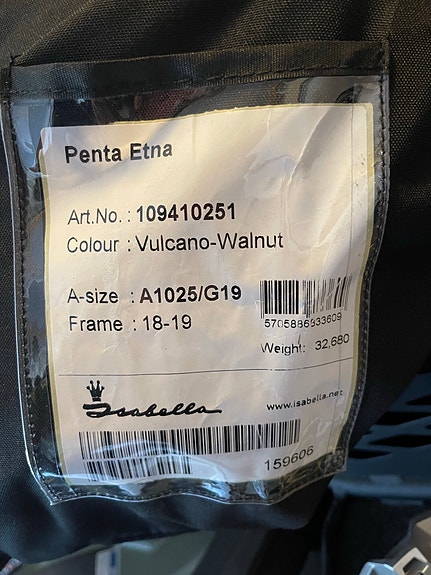 Penta Etna
Art.No. : 109410251
Colour : Vulcano-Walnut
A-size : A1025/G19
Frame : 18-19
5705886933609
Weight: 32,680
Isabella
www.isabella.net
159606